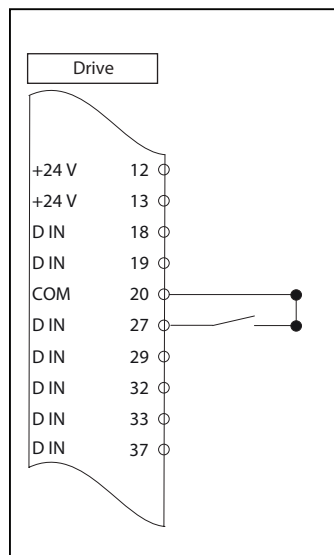 Drive
+24 V 12
+24 V 13
D IN 18
D IN 19
COM 20
D IN 27
D IN 29
D IN 32
D IN 33
D IN 37